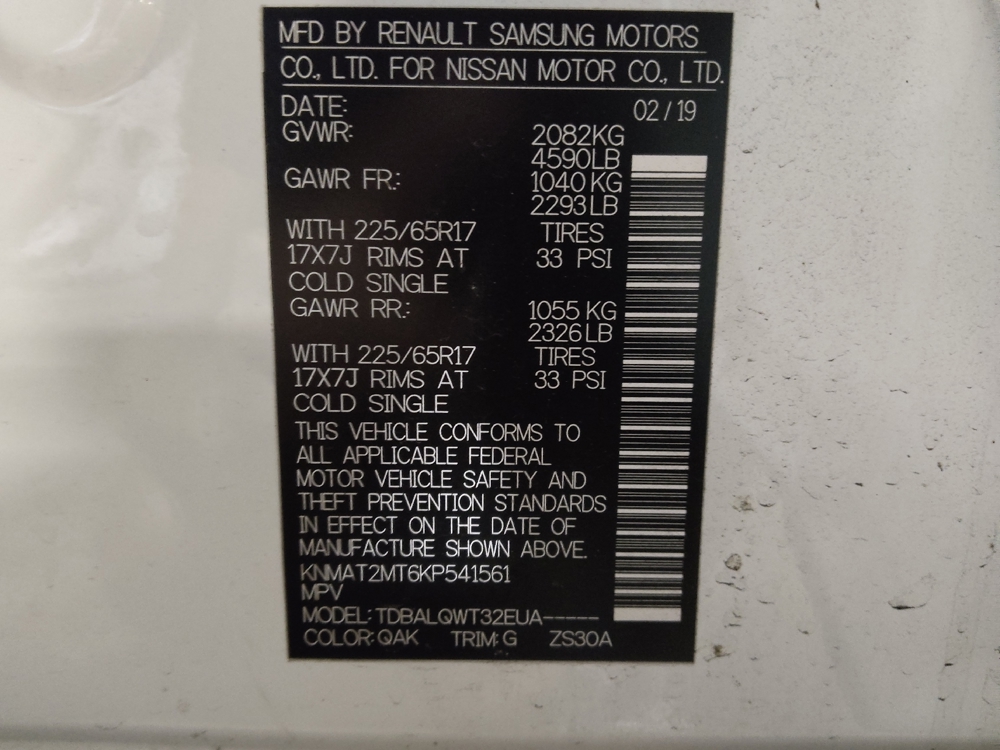 MFD BY RENAULT SAMSUNG MOTORS
CO., LTD. FOR NISSAN MOTOR CO., LTD.
DATE: 02 / 19
GVWR: 2082KG
4590LB
GAWR FR.: 1040 KG
2293 LB
WITH 225/65R17 TIRES
17X7J RIMS AT 33 PSI
COLD SINGLE
GAWR RR.: 1055 KG
2326 LB
WITH 225/65R17 TIRES
17X7J RIMS AT 33 PSI
COLD SINGLE
THIS VEHICLE CONFORMS TO
ALL APPLICABLE FEDERAL
MOTOR VEHICLE SAFETY AND
THEFT PREVENTION STANDARDS
IN EFFECT ON THE DATE OF
MANUFACTURE SHOWN ABOVE.
KNMAT2MT6KP541561
MPV
MODEL: TDBALQWT32EUA-----
COLOR: QAK TRIM: G ZS30A